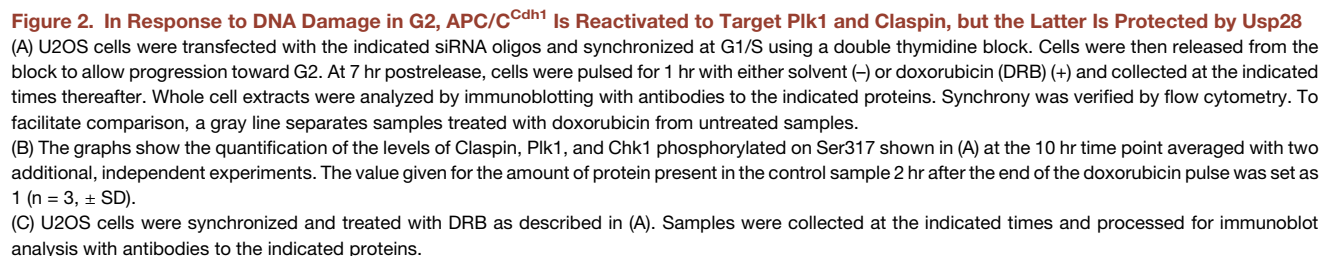 Figure 2. In Response to DNA Damage in G2, APC/C^Cdh1 Is Reactivated to Target Plk1 and Claspin, but the Latter Is Protected by Usp28
(A) U2OS cells were transfected with the indicated siRNA oligos and synchronized at G1/S using a double thymidine block. Cells were then released from the
block to allow progression toward G2. At 7 hr postrelease, cells were pulsed for 1 hr with either solvent (–) or doxorubicin (DRB) (+) and collected at the indicated
times thereafter. Whole cell extracts were analyzed by immunoblotting with antibodies to the indicated proteins. Synchrony was verified by flow cytometry. To
facilitate comparison, a gray line separates samples treated with doxorubicin from untreated samples.
(B) The graphs show the quantification of the levels of Claspin, Plk1, and Chk1 phosphorylated on Ser317 shown in (A) at the 10 hr time point averaged with two
additional, independent experiments. The value given for the amount of protein present in the control sample 2 hr after the end of the doxorubicin pulse was set as
1 (n = 3, ± SD).
(C) U2OS cells were synchronized and treated with DRB as described in (A). Samples were collected at the indicated times and processed for immunoblot
analysis with antibodies to the indicated proteins.